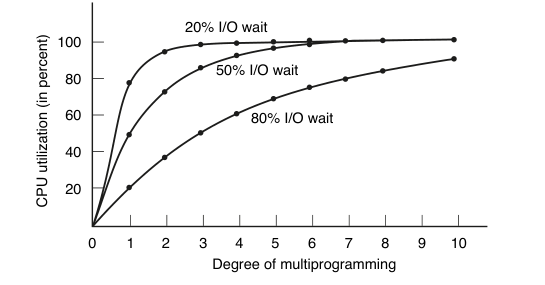 20% I/O wait
50% I/O wait
80% I/O wait
CPU utilization (in percent)
100
80
60
40
20
0 1 2 3 4 5 6 7 8 9 10
Degree of multiprogramming